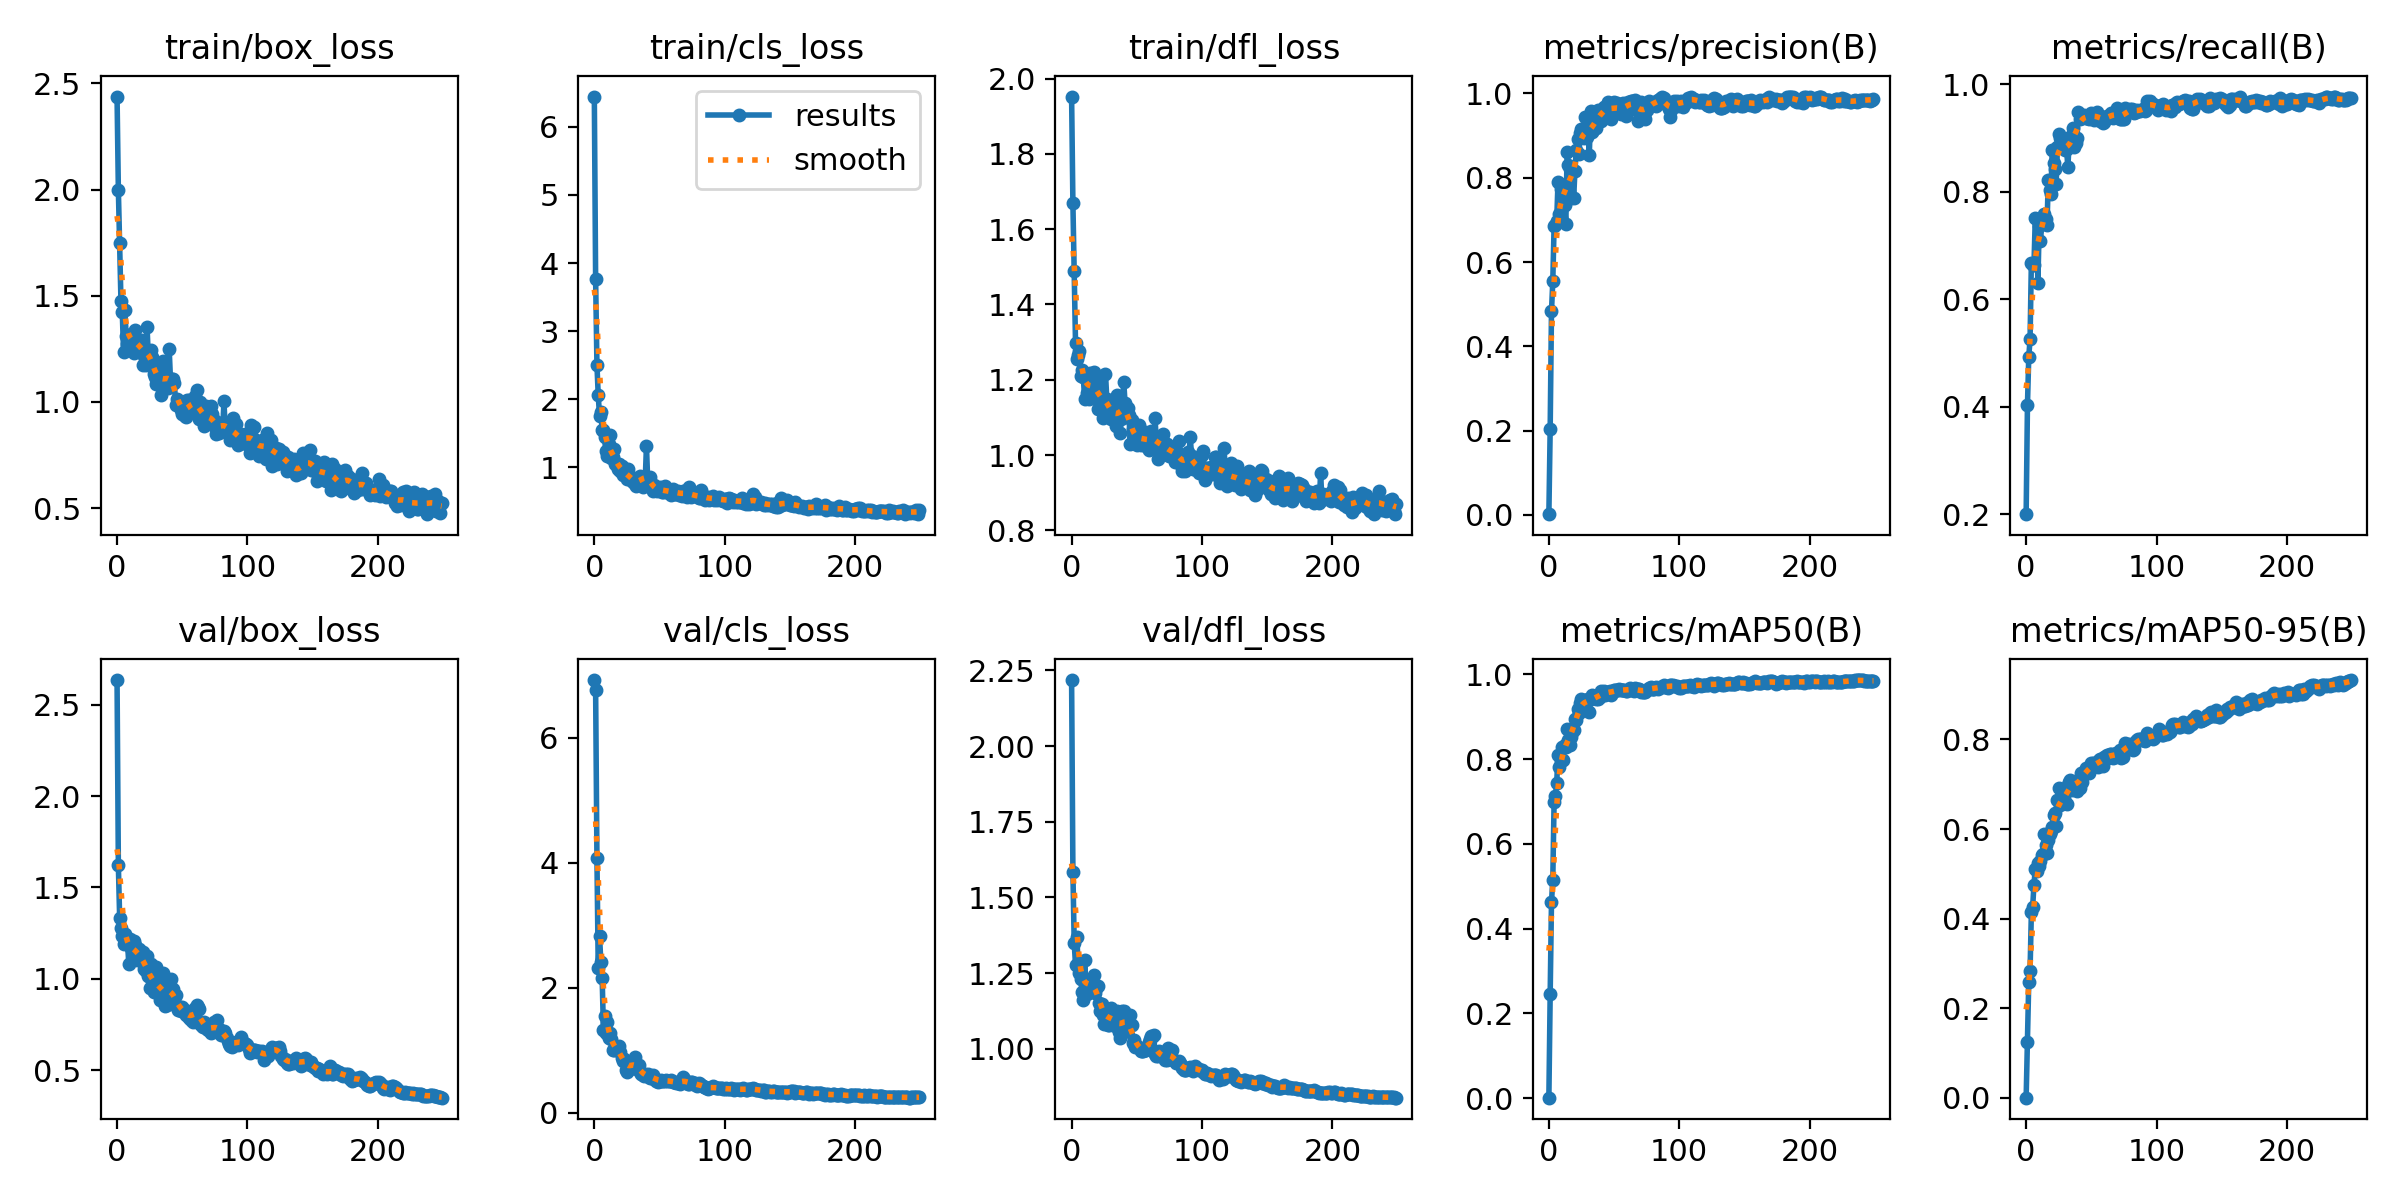 train/box_loss
2.5
2.0
1.5
1.0
0.5
0 100 200
train/cls_loss
results
smooth
6
5
4
3
2
1
0 100 200
train/dfl_loss
2.0
1.8
1.6
1.4
1.2
1.0
0.8
0 100 200
metrics/precision(B)
1.0
0.8
0.6
0.4
0.2
0.0
0 100 200
metrics/recall(B)
1.0
0.8
0.6
0.4
0.2
0 100 200
val/box_loss
2.5
2.0
1.5
1.0
0.5
0 100 200
val/cls_loss
6
4
2
0
0 100 200
val/dfl_loss
2.25
2.00
1.75
1.50
1.25
1.00
0 100 200
metrics/mAP50(B)
1.0
0.8
0.6
0.4
0.2
0.0
0 100 200
metrics/mAP50-95(B)
0.8
0.6
0.4
0.2
0.0
0 100 200